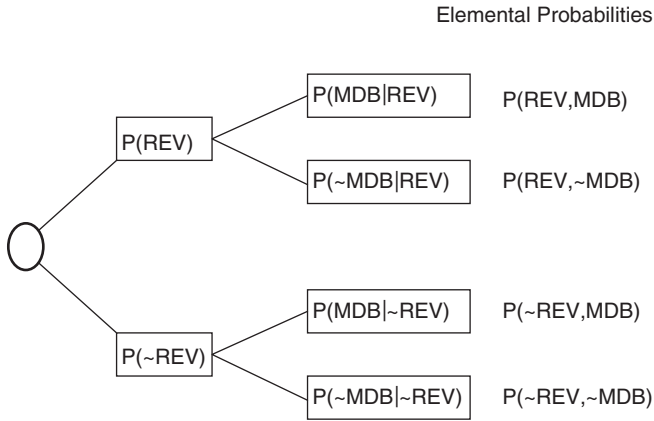 Elemental Probabilities
P(MDB|REV) P(REV,MDB)
P(REV)
P(~MDB|REV) P(REV,~MDB)
P(MDB|~REV) P(~REV,MDB)
P(~REV)
P(~MDB|~REV) P(~REV,~MDB)